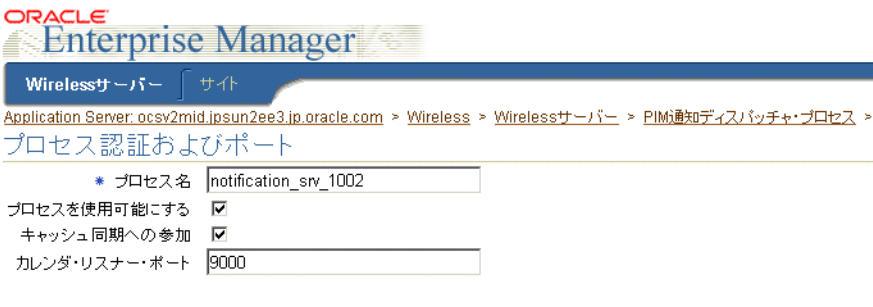 ORACLE
Enterprise Manager
Wirelessサーバー サイト
Application Server: ocsv2mid.jpsun2ee3.jp.oracle.com > Wireless > Wirelessサーバー > PIM通知ディスパッチャ・プロセス >
プロセス認証およびポート
* プロセス名 notification_srv_1002
プロセスを使用可能にする
キャッシュ同期への参加
カレンダ・リスナー・ポート 9000